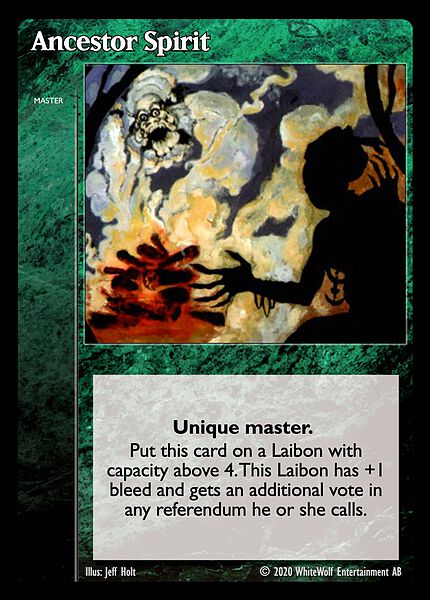 Ancestor Spirit
MASTER
Unique master.
Put this card on a Laibon with
capacity above 4. This Laibon has +1
bleed and gets an additional vote in
any referendum he or she calls.
Illus: Jeff Holt
© 2020 WhiteWolf Entertainment AB